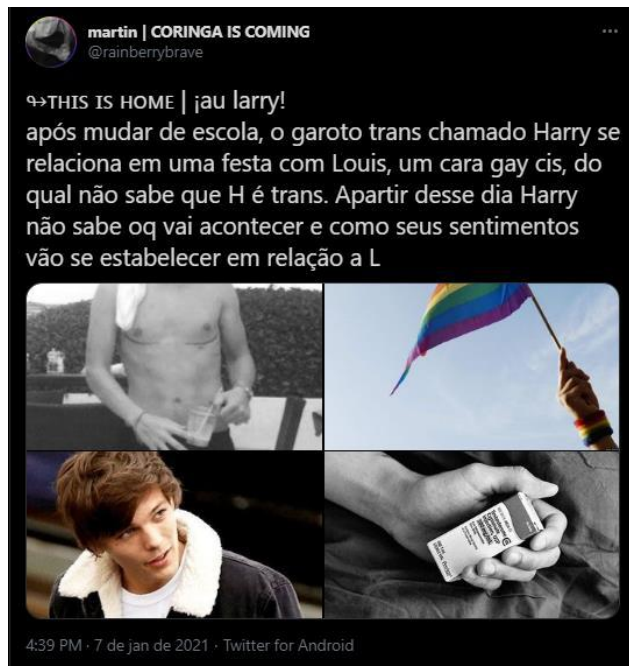 martin | CORINGA IS COMING
@rainberrybrave
↬ᴛʜɪs ɪs ʜᴏᴍᴇ | ¡au larry!
após mudar de escola, o garoto trans chamado Harry se
relaciona em uma festa com Louis, um cara gay cis, do
qual não sabe que H é trans. Apartir desse dia Harry
não sabe oq vai acontecer e como seus sentimentos
vão se estabelecer em relação a L
4:39 PM · 7 de jan de 2021 · Twitter for Android